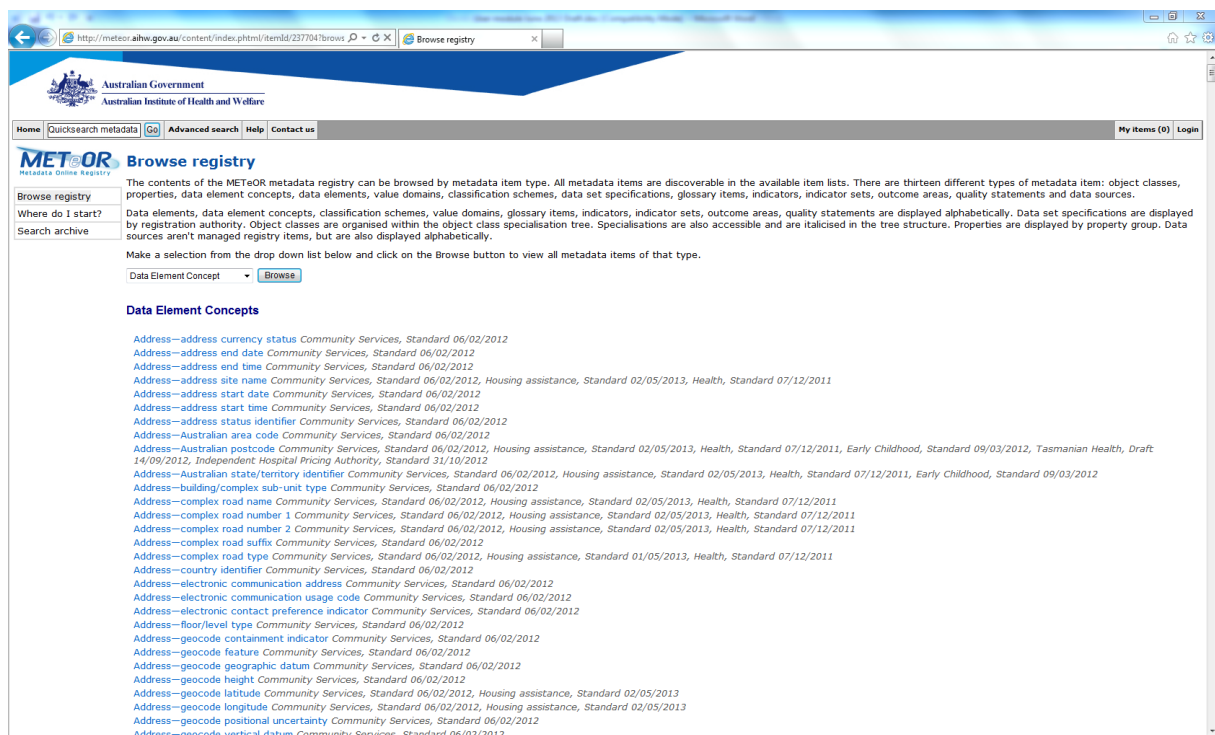 http://meteor.aihw.gov.au/content/index.phtml/itemId/237704?brows
Browse registry
Australian Government
Australian Institute of Health and Welfare
Home Quicksearch metadata Go Advanced search Help Contact us My items (0) Login
METeOR
Metadata Online Registry
Browse registry
Where do I start?
Search archive
Browse registry
The contents of the METeOR metadata registry can be browsed by metadata item type. All metadata items are discoverable in the available item lists. There are thirteen different types of metadata item: object classes,
properties, data element concepts, data elements, value domains, classification schemes, data set specifications, glossary items, indicators, indicator sets, outcome areas, quality statements and data sources.
Data elements, data element concepts, classification schemes, value domains, glossary items, indicators, indicator sets, outcome areas, quality statements are displayed alphabetically. Data set specifications are displayed
by registration authority. Object classes are organised within the object class specialisation tree. Specialisations are also accessible and are italicised in the tree structure. Properties are displayed by property group. Data
sources aren't managed registry items, but are also displayed alphabetically.
Make a selection from the drop down list below and click on the Browse button to view all metadata items of that type.
Data Element Concept Browse
Data Element Concepts
Address—address currency status Community Services, Standard 06/02/2012
Address—address end date Community Services, Standard 06/02/2012
Address—address end time Community Services, Standard 06/02/2012
Address—address site name Community Services, Standard 06/02/2012, Housing assistance, Standard 02/05/2013, Health, Standard 07/12/2011
Address—address start date Community Services, Standard 06/02/2012
Address—address start time Community Services, Standard 06/02/2012
Address—address status identifier Community Services, Standard 06/02/2012
Address—Australian area code Community Services, Standard 06/02/2012
Address—Australian postcode Community Services, Standard 06/02/2012, Housing assistance, Standard 02/05/2013, Health, Standard 07/12/2011, Early Childhood, Standard 09/03/2012, Tasmanian Health, Draft
14/09/2012, Independent Hospital Pricing Authority, Standard 31/10/2012
Address—Australian state/territory identifier Community Services, Standard 06/02/2012, Housing assistance, Standard 02/05/2013, Health, Standard 07/12/2011, Early Childhood, Standard 09/03/2012
Address—building/complex sub-unit type Community Services, Standard 06/02/2012
Address—complex road name Community Services, Standard 06/02/2012, Housing assistance, Standard 02/05/2013, Health, Standard 07/12/2011
Address—complex road number 1 Community Services, Standard 06/02/2012, Housing assistance, Standard 02/05/2013, Health, Standard 07/12/2011
Address—complex road number 2 Community Services, Standard 06/02/2012, Housing assistance, Standard 02/05/2013, Health, Standard 07/12/2011
Address—complex road suffix Community Services, Standard 06/02/2012
Address—complex road type Community Services, Standard 06/02/2012, Housing assistance, Standard 01/05/2013, Health, Standard 07/12/2011
Address—country identifier Community Services, Standard 06/02/2012
Address—electronic communication address Community Services, Standard 06/02/2012
Address—electronic communication usage code Community Services, Standard 06/02/2012
Address—electronic contact preference indicator Community Services, Standard 06/02/2012
Address—floor/level type Community Services, Standard 06/02/2012
Address—geocode containment indicator Community Services, Standard 06/02/2012
Address—geocode feature Community Services, Standard 06/02/2012
Address—geocode geographic datum Community Services, Standard 06/02/2012
Address—geocode height Community Services, Standard 06/02/2012
Address—geocode latitude Community Services, Standard 06/02/2012, Housing assistance, Standard 02/05/2013
Address—geocode longitude Community Services, Standard 06/02/2012, Housing assistance, Standard 02/05/2013
Address—geocode positional uncertainty Community Services, Standard 06/02/2012
Address—geocode vertical datum Community Services, Standard 06/02/2012